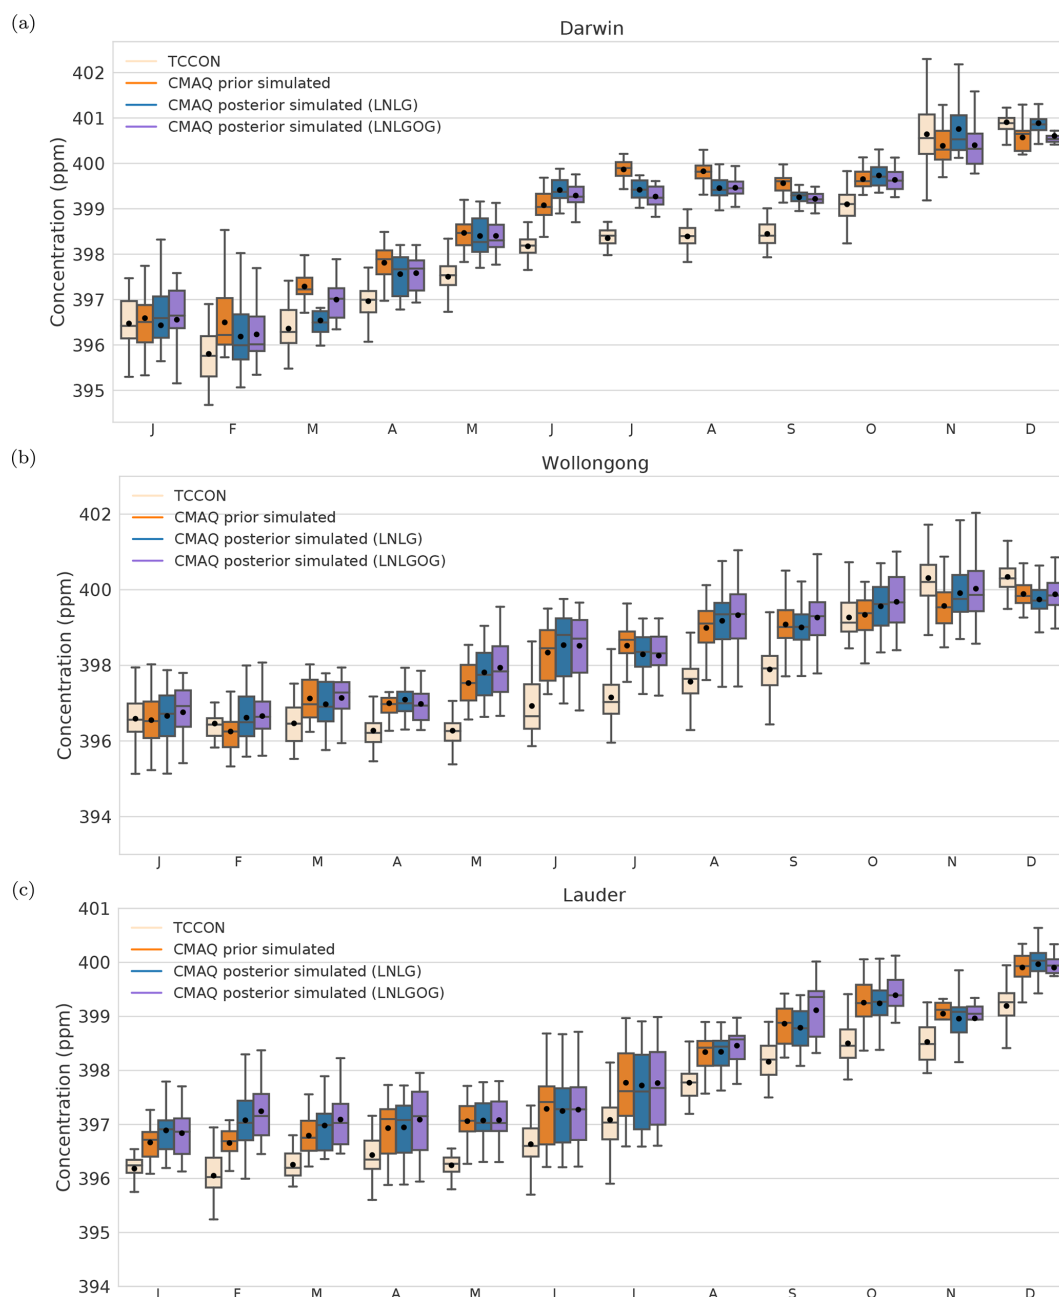 (a)
Darwin
TCCON
CMAQ prior simulated
CMAQ posterior simulated (LNLG)
CMAQ posterior simulated (LNLGOG)
Concentration (ppm)
402
401
400
399
398
397
396
395
J F M A M J J A S O N D
(b)
Wollongong
TCCON
CMAQ prior simulated
CMAQ posterior simulated (LNLG)
CMAQ posterior simulated (LNLGOG)
Concentration (ppm)
402
400
398
396
394
J F M A M J J A S O N D
(c)
Lauder
TCCON
CMAQ prior simulated
CMAQ posterior simulated (LNLG)
CMAQ posterior simulated (LNLGOG)
Concentration (ppm)
401
400
399
398
397
396
395
394
J F M A M J J A S O N D